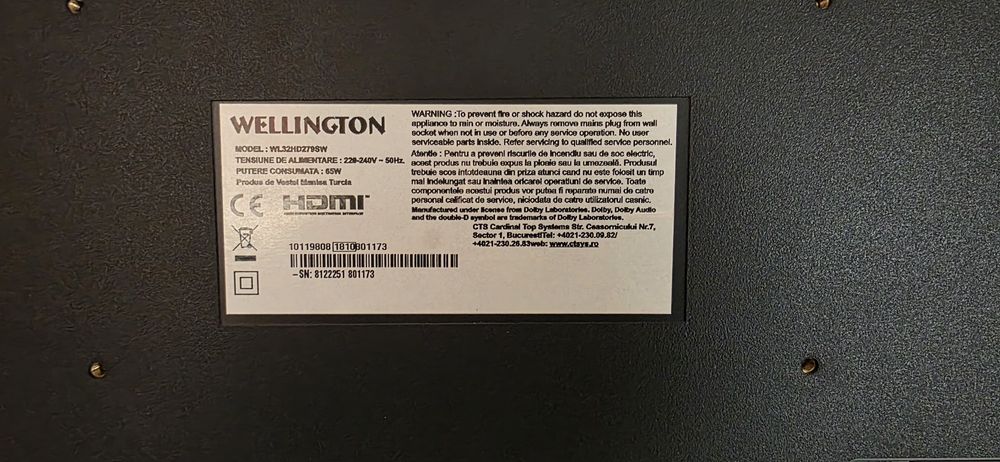 WELLINGTON
MODEL : WL32HD279SW
TENSIUNE DE ALIMENTARE : 220-240V ~ 50Hz.
PUTERE CONSUMATA : 65W
Produs de Vestel Manisa Turcia
CE HDMI
HIGH-DEFINITION MULTIMEDIA INTERFACE
10119808 1810 801173
-SN: 8122251 801173
WARNING :To prevent fire or shock hazard do not expose this
appliance to rain or moisture. Always remove mains plug from wall
socket when not in use or before any service operation. No user
serviceable parts inside. Refer servicing to qualified service personnel.
Atentie : Pentru a preveni riscurile de incendiu sau de soc electric,
acest produs nu trebuie expus la ploaie sau la umezeală. Produsul
trebuie scos intotdeauna din priza atunci cand nu este folosit un timp
mai indelungat sau inaintea oricarei operatiuni de service. Toate
componentele acestui produs vor putea fi reparate numai de catre
personal calificat de service, niciodata de catre utilizatorul casnic.
Manufactured under license from Dolby Laboratories. Dolby, Dolby Audio
and the double-D symbol are trademarks of Dolby Laboratories.
CTS Cardinal Top Systems Str. Ceasornicului Nr.7,
Sector 1, BucurestiTel: +4021-230.09.82/
+4021-230.26.83web: www.ctsys.ro